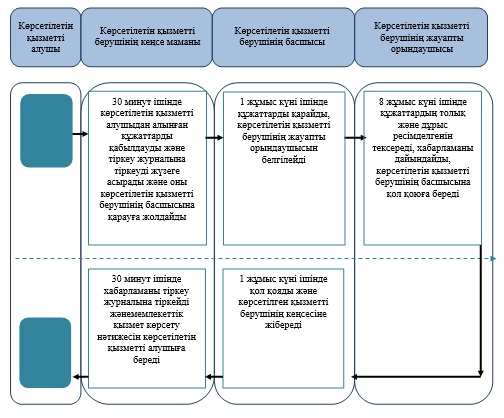 Көрсетілетін
қызметті
алушы
Көрсетілетін қызметті
берушінің кеңсе маманы
Көрсетілетін қызметті
берушінің басшысы
Көрсетілетін қызметті
берушінің жауапты
орындаушысы
30 минут ішінде
көрсетілетін қызметті
алушыдан алынған
құжаттарды
қабылдауды және
тіркеу журналына
тіркеуді жүзеге
асырады және оны
көрсетілетін қызметті
берушінің басшысына
қарауға жолдайды
1 жұмыс күні ішінде
құжаттарды қарайды,
көрсетілетін қызметті
берушінің жауапты
орындаушысын
белгілейді
8 жұмыс күні ішінде
құжаттардың толық
және дұрыс
ресімделгенін
тексереді, хабарламаны
дайындайды,
көрсетілетін қызметті
берушінің басшысына
қол қоюға береді
30 минут ішінде
хабарламаны тіркеу
журналына тіркейді
жәнемемлекеттік
қызмет көрсету
нәтижесін көрсетілетін
қызметті алушыға
береді
1 жұмыс күні ішінде
қол қояды және
көрсетілген қызметті
берушінің кеңсесіне
жібереді